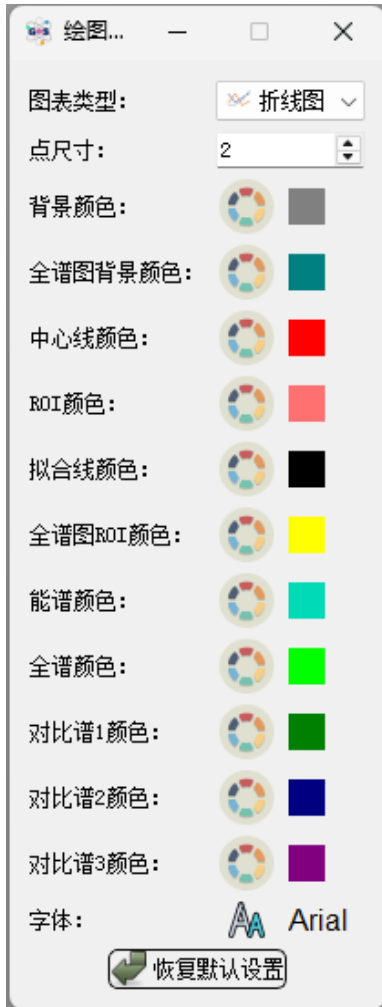 绘图...
图表类型: 折线图
点尺寸: 2
背景颜色:
全谱图背景颜色:
中心线颜色:
ROI颜色:
拟合线颜色:
全谱图ROI颜色:
能谱颜色:
全谱颜色:
对比谱1颜色:
对比谱2颜色:
对比谱3颜色:
字体: AA Arial
恢复默认设置